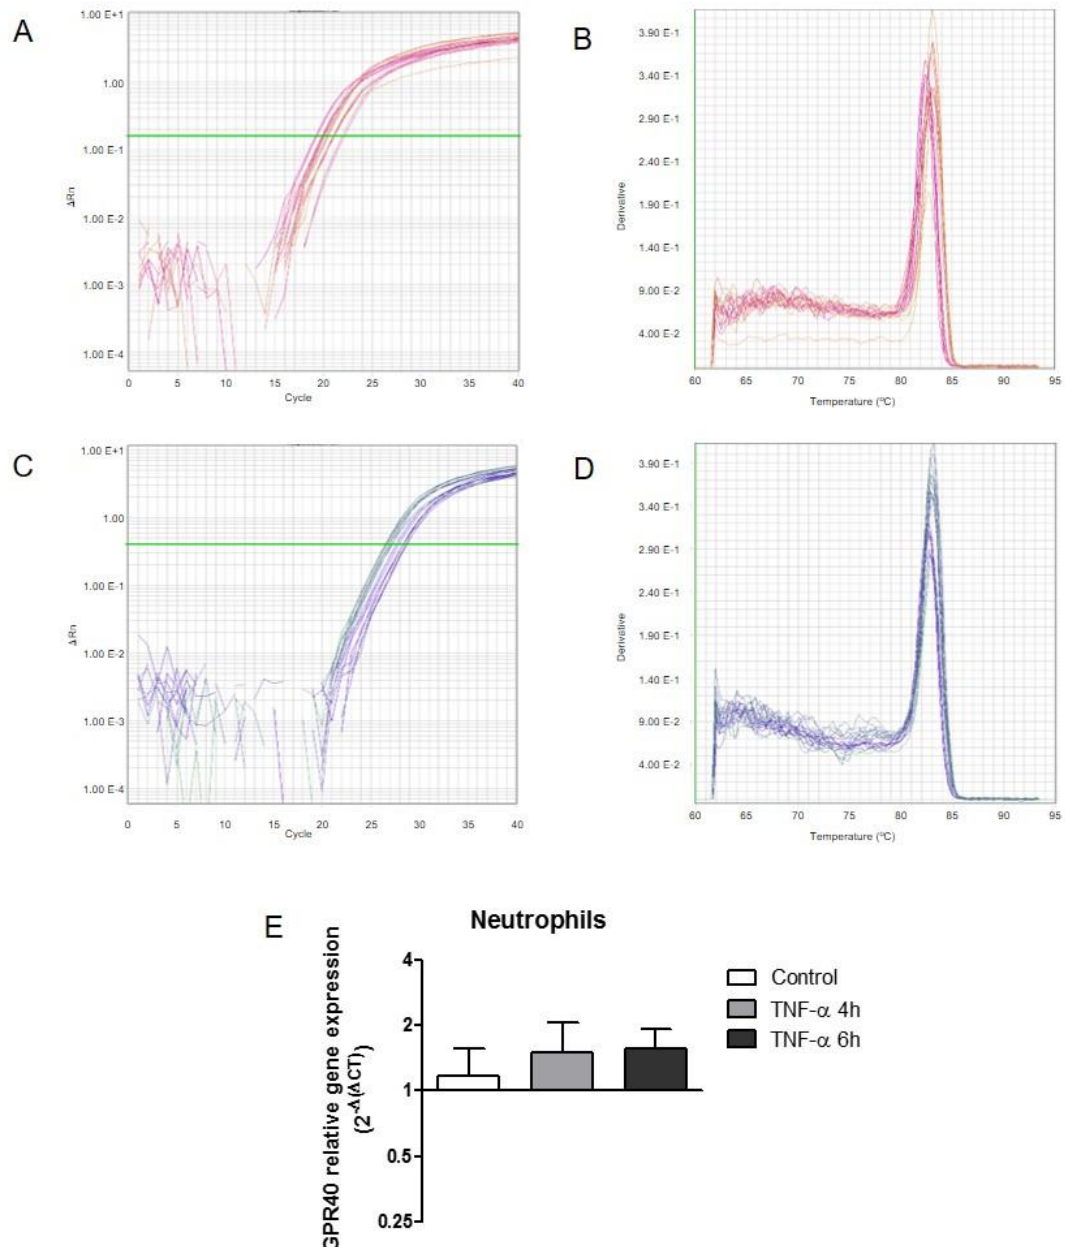 A
1.00 E+1
1.00
1.00 E-1
1.00 E-2
1.00 E-3
1.00 E-4
ΔRn
0 5 10 15 20 25 30 35 40
Cycle
B
3.90 E-1
3.40 E-1
2.90 E-1
2.40 E-1
1.90 E-1
1.40 E-1
9.00 E-2
4.00 E-2
Derivative
60 65 70 75 80 85 90 95
Temperature (ºC)
C
1.00 E+1
1.00
1.00 E-1
1.00 E-2
1.00 E-3
1.00 E-4
ΔRn
0 5 10 15 20 25 30 35 40
Cycle
D
3.90 E-1
3.40 E-1
2.90 E-1
2.40 E-1
1.90 E-1
1.40 E-1
9.00 E-2
4.00 E-2
Derivative
60 65 70 75 80 85 90 95
Temperature (ºC)
E
Neutrophils
GPR40 relative gene expression
(2^-Δ(ΔCT))
4
2
1
0.5
0.25
Control
TNF-α 4h
TNF-α 6h